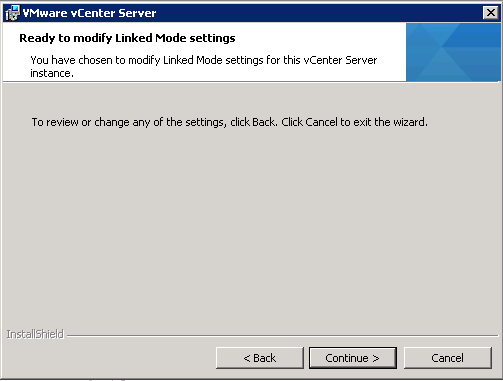 VMware vCenter Server
Ready to modify Linked Mode settings
You have chosen to modify Linked Mode settings for this vCenter Server
instance.
To review or change any of the settings, click Back. Click Cancel to exit the wizard.
InstallShield
< Back Continue > Cancel